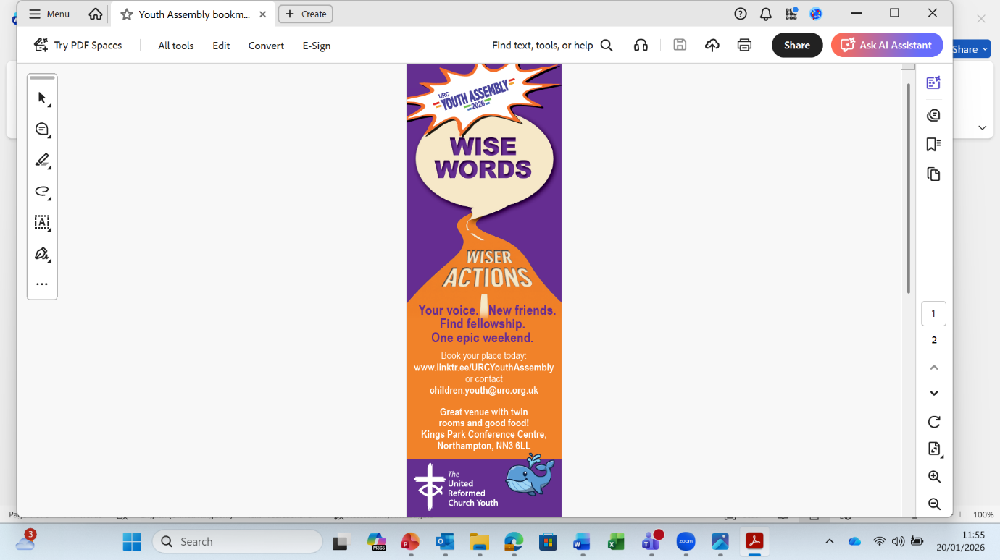 Menu
Youth Assembly bookm...
Create
Try PDF Spaces
All tools
Edit
Convert
E-Sign
Find text, tools, or help
Share
Ask AI Assistant
Share
URC
YOUTH ASSEMBLY
2026
WISE
WORDS
WISER
ACTIONS
Your voice. New friends.
Find fellowship.
One epic weekend.
Book your place today:
www.linktr.ee/URCYouthAssembly
or contact
children.youth@urc.org.uk
Great venue with twin
rooms and good food!
Kings Park Conference Centre,
Northampton, NN3 6LL
The
United
Reformed
Church Youth
1
2
100%
3
Search
M365
zoom
11:55
20/01/2026